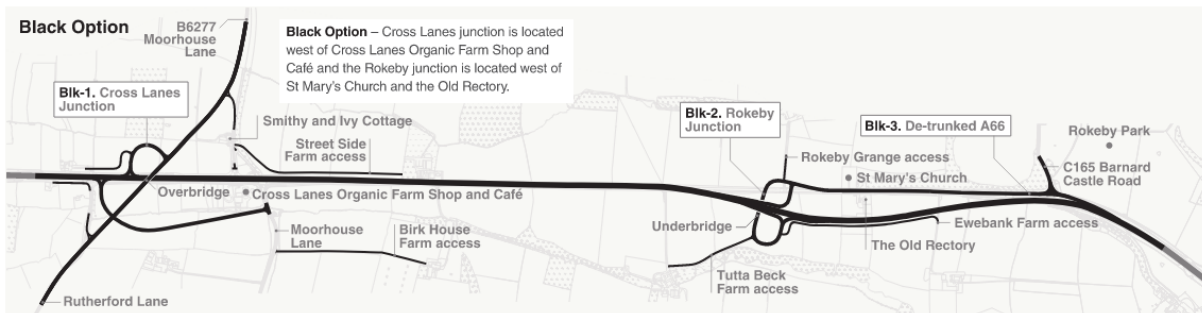 Black Option
B6277
Moorhouse
Lane
Black Option – Cross Lanes junction is located
west of Cross Lanes Organic Farm Shop and
Café and the Rokeby junction is located west of
St Mary's Church and the Old Rectory.
Blk-1. Cross Lanes
Junction
Smithy and Ivy Cottage
Street Side
Farm access
Blk-2. Rokeby
Junction
Blk-3. De-trunked A66
Rokeby Park
Rokeby Grange access
St Mary's Church
C165 Barnard
Castle Road
Overbridge
Cross Lanes Organic Farm Shop and Café
Moorhouse
Lane
Birk House
Farm access
Underbridge
Ewebank Farm access
The Old Rectory
Tutta Beck
Farm access
Rutherford Lane